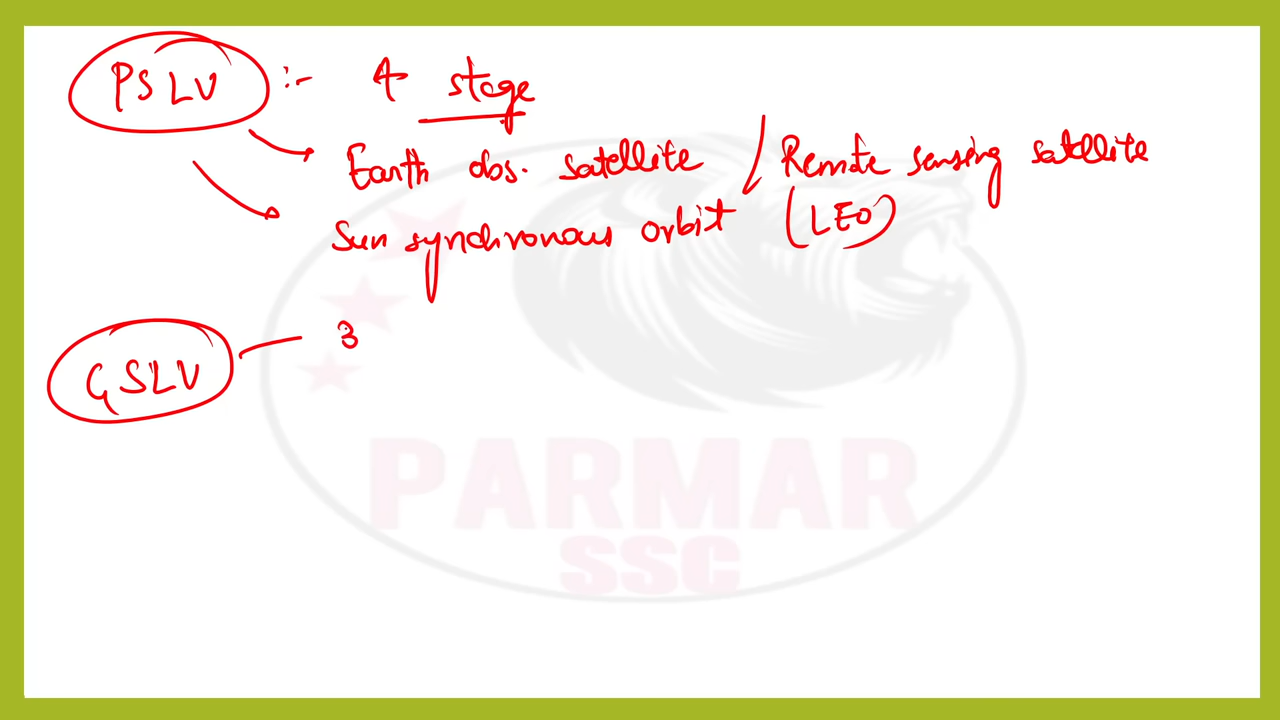 PSLV :- 4 stage
Earth obs. satellite / Remote sensing satellite
Sun synchronous orbit (LEO)
GSLV - 3
PARMAR
SSC